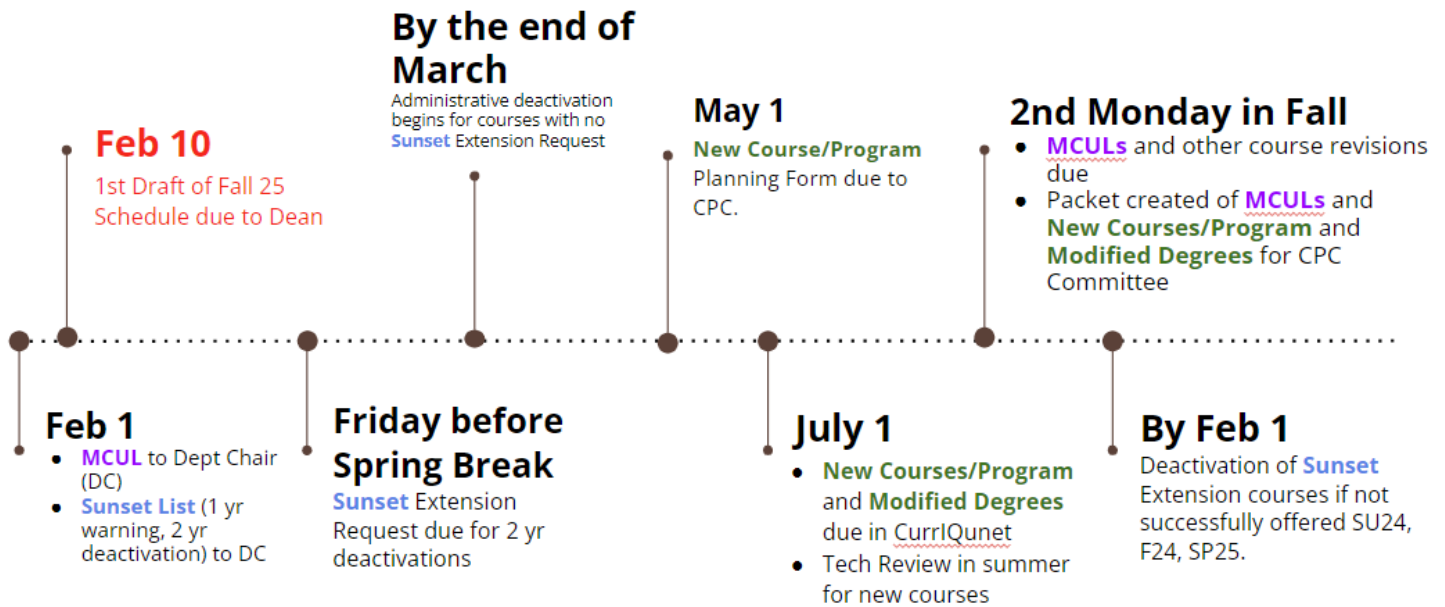 By the end of
March
Administrative deactivation
begins for courses with no
Sunset Extension Request
Feb 10
1st Draft of Fall 25
Schedule due to Dean
May 1
New Course/Program
Planning Form due to
CPC.
2nd Monday in Fall
● MCULs and other course revisions
due
● Packet created of MCULs and
New Courses/Program and
Modified Degrees for CPC
Committee
Feb 1
● MCUL to Dept Chair
(DC)
● Sunset List (1 yr
warning, 2 yr
deactivation) to DC
Friday before
Spring Break
Sunset Extension
Request due for 2 yr
deactivations
July 1
● New Courses/Program
and Modified Degrees
due in CurrIQunet
● Tech Review in summer
for new courses
By Feb 1
Deactivation of Sunset
Extension courses if not
successfully offered SU24,
F24, SP25.